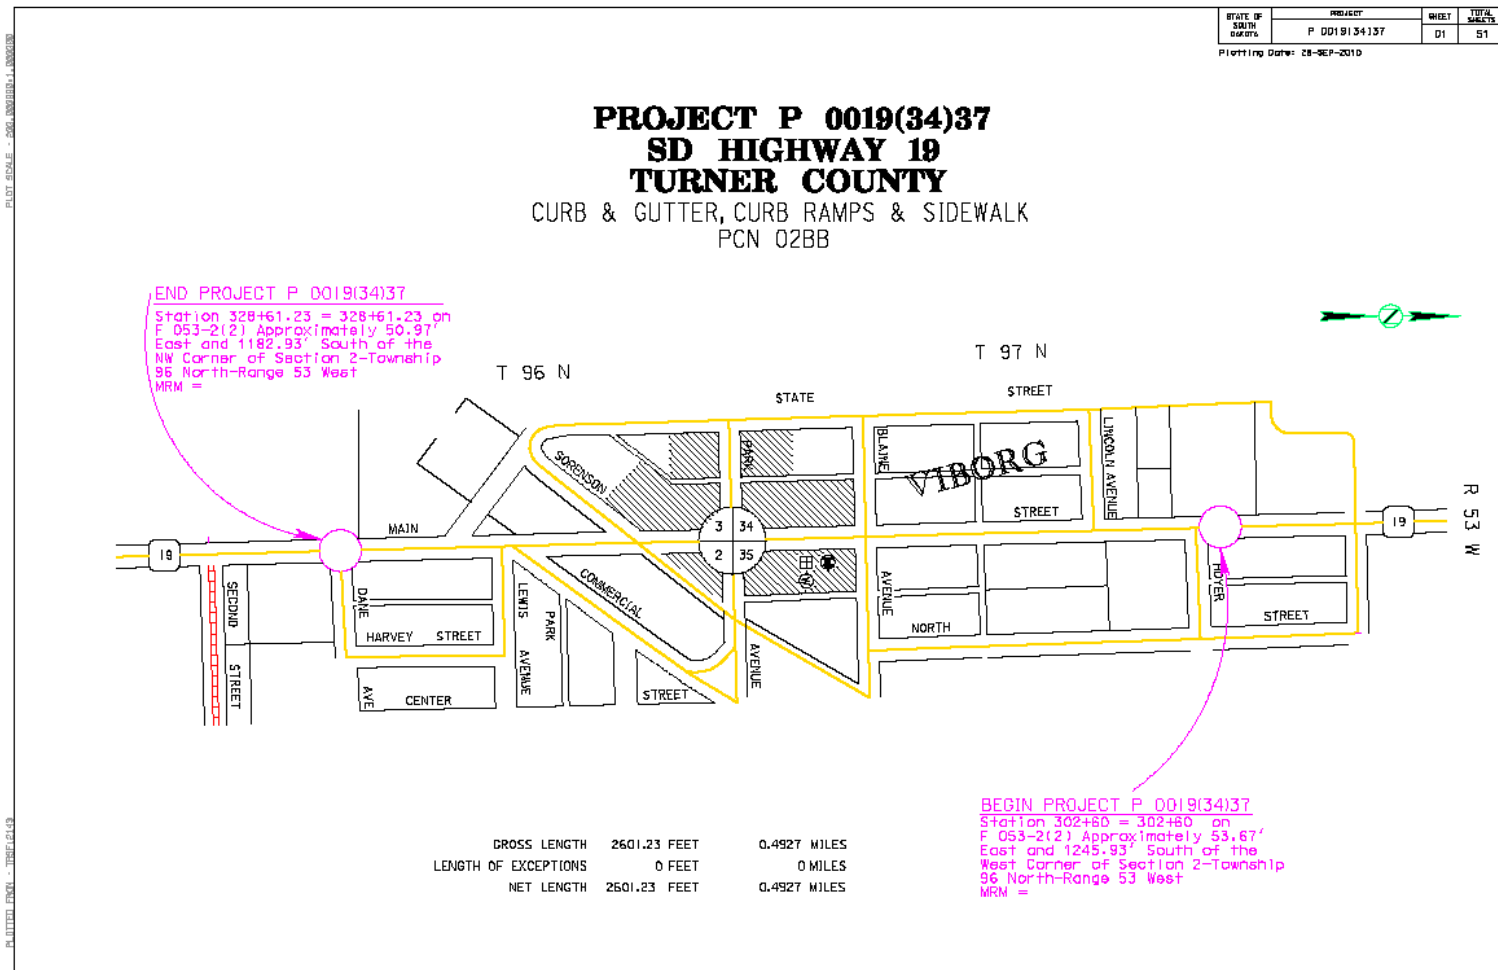 STATE OF SOUTH DAKOTA
PROJECT
SHEET
TOTAL SHEETS
P 0019(34)37
01
51
Plotting Date: 28-SEP-2010
PROJECT P 0019(34)37
SD HIGHWAY 19
TURNER COUNTY
CURB & GUTTER, CURB RAMPS & SIDEWALK
PCN 02BB
END PROJECT P 0019(34)37
Station 328+61.23 = 328+61.23 on
F 053-2(2) Approximately 50.97'
East and 1182.93' South of the
NW Corner of Section 2-Township
96 North-Range 53 West
MRM =
T 96 N
T 97 N
STATE
STREET
BLAINE
PARK
LINCOLN AVENUE
VIBORG
SORENSON
R 53 W
MAIN
STREET
3
34
2
35
19
19
SECOND
STREET
DANE
AVE
HARVEY STREET
CENTER
LEWIS
AVENUE
PARK
COMMERCIAL
STREET
AVENUE
AVENUE
NORTH
HOYER
STREET
BEGIN PROJECT P 0019(34)37
Station 302+60 = 302+60 on
F 053-2(2) Approximately 53.67'
East and 1245.93' South of the
West Corner of Section 2-Township
96 North-Range 53 West
MRM =
GROSS LENGTH 2601.23 FEET 0.4927 MILES
LENGTH OF EXCEPTIONS 0 FEET 0 MILES
NET LENGTH 2601.23 FEET 0.4927 MILES
PLOT SCALE -
PLOTTED FROM -